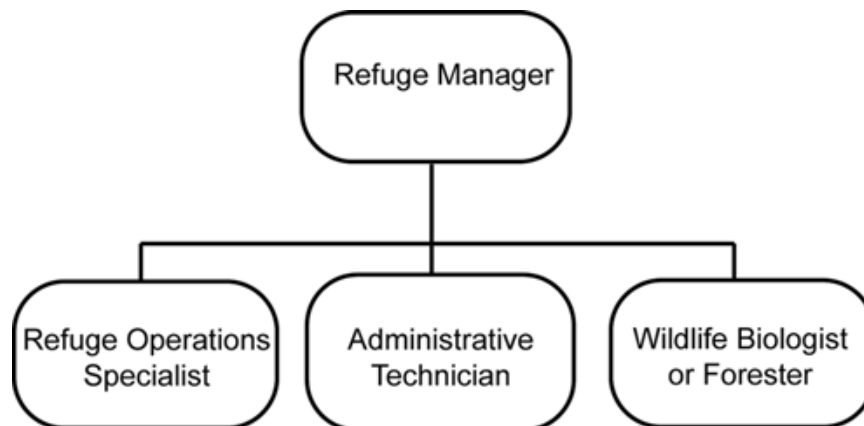 Refuge Manager
Refuge Operations
Specialist
Administrative
Technician
Wildlife Biologist
or Forester